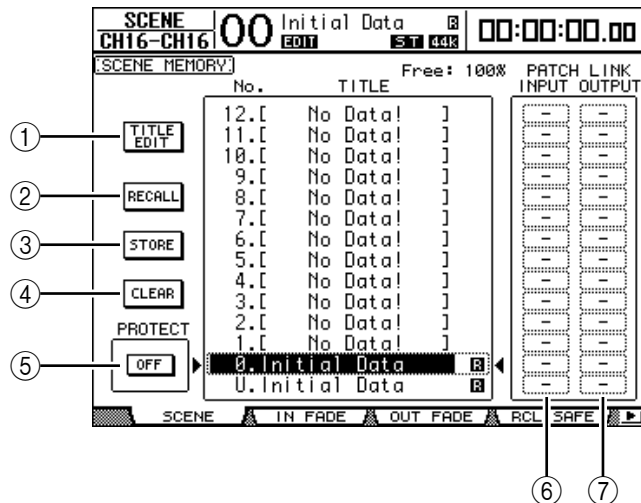 SCENE
CH16-CH16
00 Initial Data R
EDIT ST 44K
00:00:00.00
SCENE MEMORY
Free: 100%
PATCH LINK
No. TITLE
INPUT OUTPUT
12.[ No Data! ] - -
① TITLE EDIT
11.[ No Data! ] - -
10.[ No Data! ] - -
9.[ No Data! ] - -
② RECALL
8.[ No Data! ] - -
7.[ No Data! ] - -
③ STORE
6.[ No Data! ] - -
5.[ No Data! ] - -
④ CLEAR
4.[ No Data! ] - -
3.[ No Data! ] - -
PROTECT
2.[ No Data! ] - -
1.[ No Data! ] - -
⑤ OFF
0.Initial Data R - -
U.Initial Data R - -
SCENE IN FADE OUT FADE RCL SAFE
⑥ ⑦